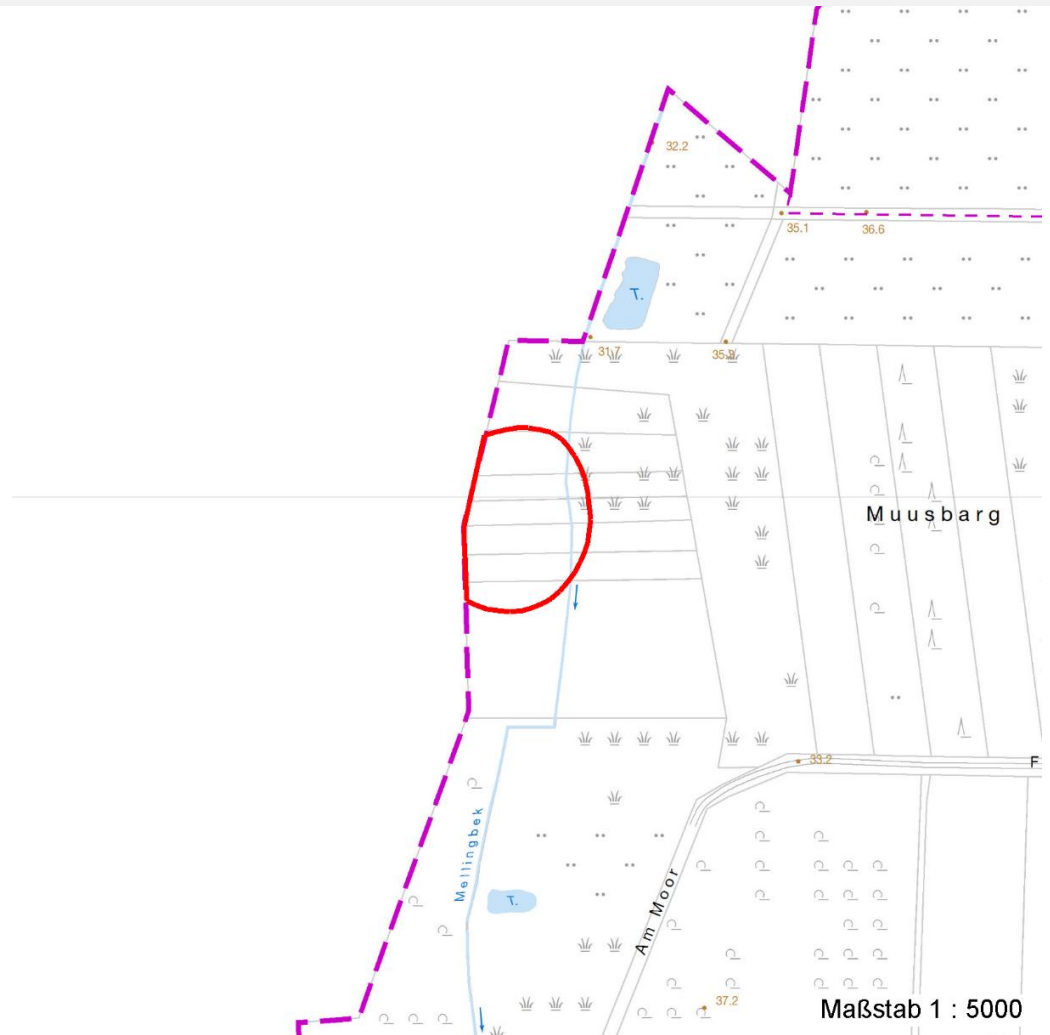 32.2
35.1
36.6
T.
31.7
Muusbarg
33.2
F
Mellingbek
T.
Am Moor
37.2
Maßstab 1 : 5000